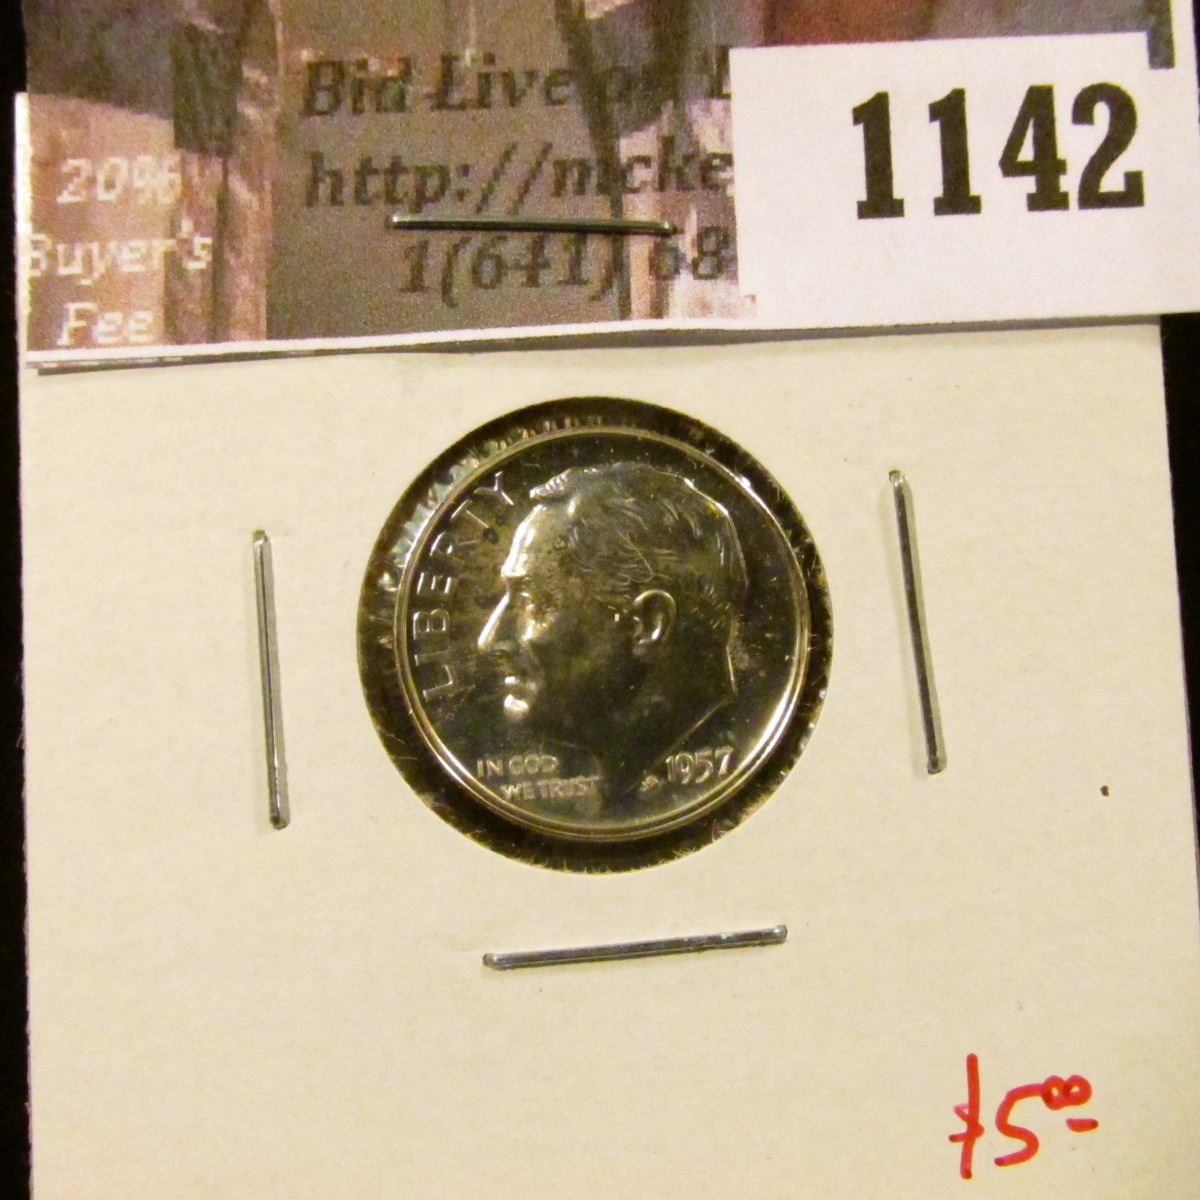 Bid Live on
http://nicke
1(641) 68
20%
Buyer's
Fee
1142
LIBERTY
IN GOD
WE TRUST
JS 1957
$5.00